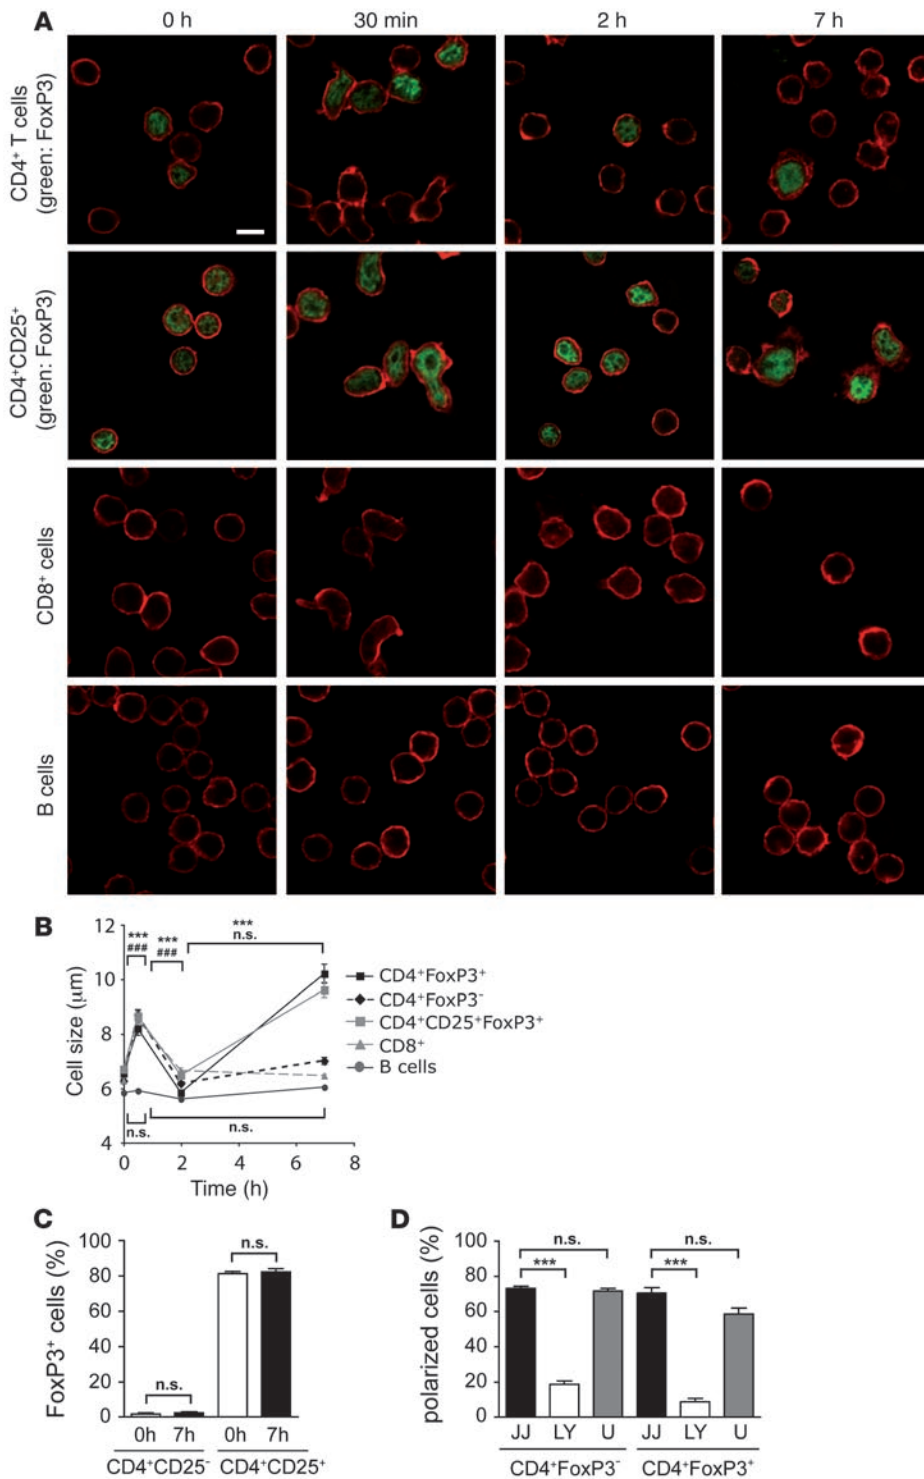 A
0 h 30 min 2 h 7 h
CD4⁺ T cells
(green: FoxP3)
CD4⁺CD25⁺
(green: FoxP3)
CD8⁺ cells
B cells
B
12
10
8
6
4
Cell size (μm)
***
###
***
###
***
n.s.
n.s.
n.s.
0 2 4 6 8
Time (h)
CD4⁺FoxP3⁺
CD4⁺FoxP3⁻
CD4⁺CD25⁺FoxP3⁺
CD8⁺
B cells
C
FoxP3⁺ cells (%)
100
80
60
40
20
0
n.s.
n.s.
0h 7h 0h 7h
CD4⁺CD25⁻ CD4⁺CD25⁺
D
polarized cells (%)
100
80
60
40
20
0
n.s. n.s.
*** ***
JJ LY U JJ LY U
CD4⁺FoxP3⁻ CD4⁺FoxP3⁺